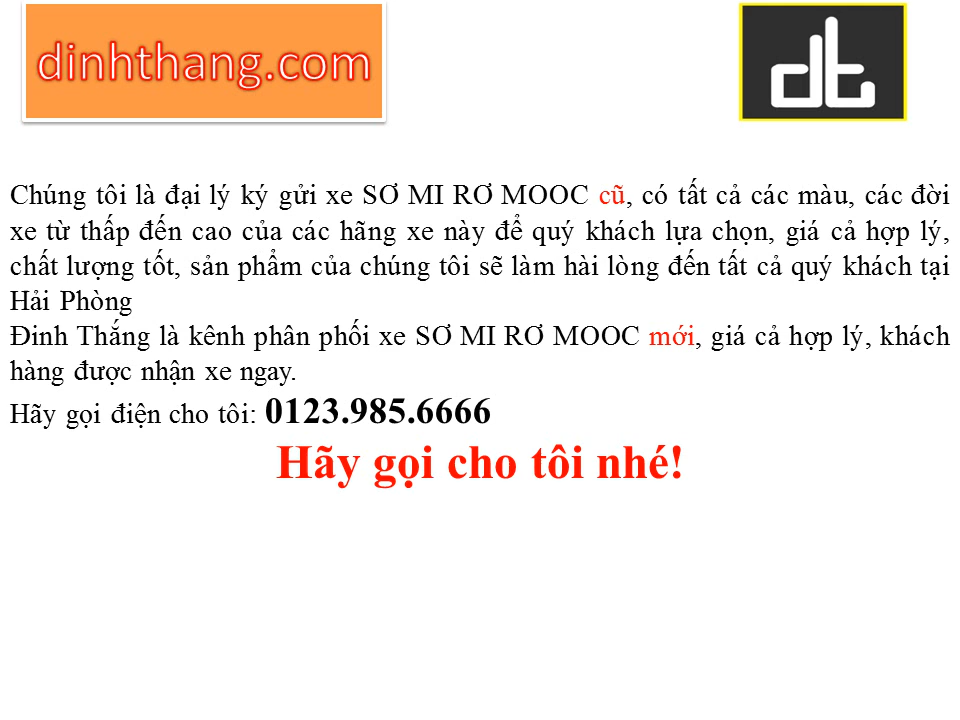 dinhthang.com
dt
Chúng tôi là đại lý ký gửi xe SƠ MI RƠ MOOC cũ, có tất cả các màu, các đời
xe từ thấp đến cao của các hãng xe này để quý khách lựa chọn, giá cả hợp lý,
chất lượng tốt, sản phẩm của chúng tôi sẽ làm hài lòng đến tất cả quý khách tại
Hải Phòng
Đinh Thắng là kênh phân phối xe SƠ MI RƠ MOOC mới, giá cả hợp lý, khách
hàng được nhận xe ngay.
Hãy gọi điện cho tôi: 0123.985.6666
Hãy gọi cho tôi nhé!